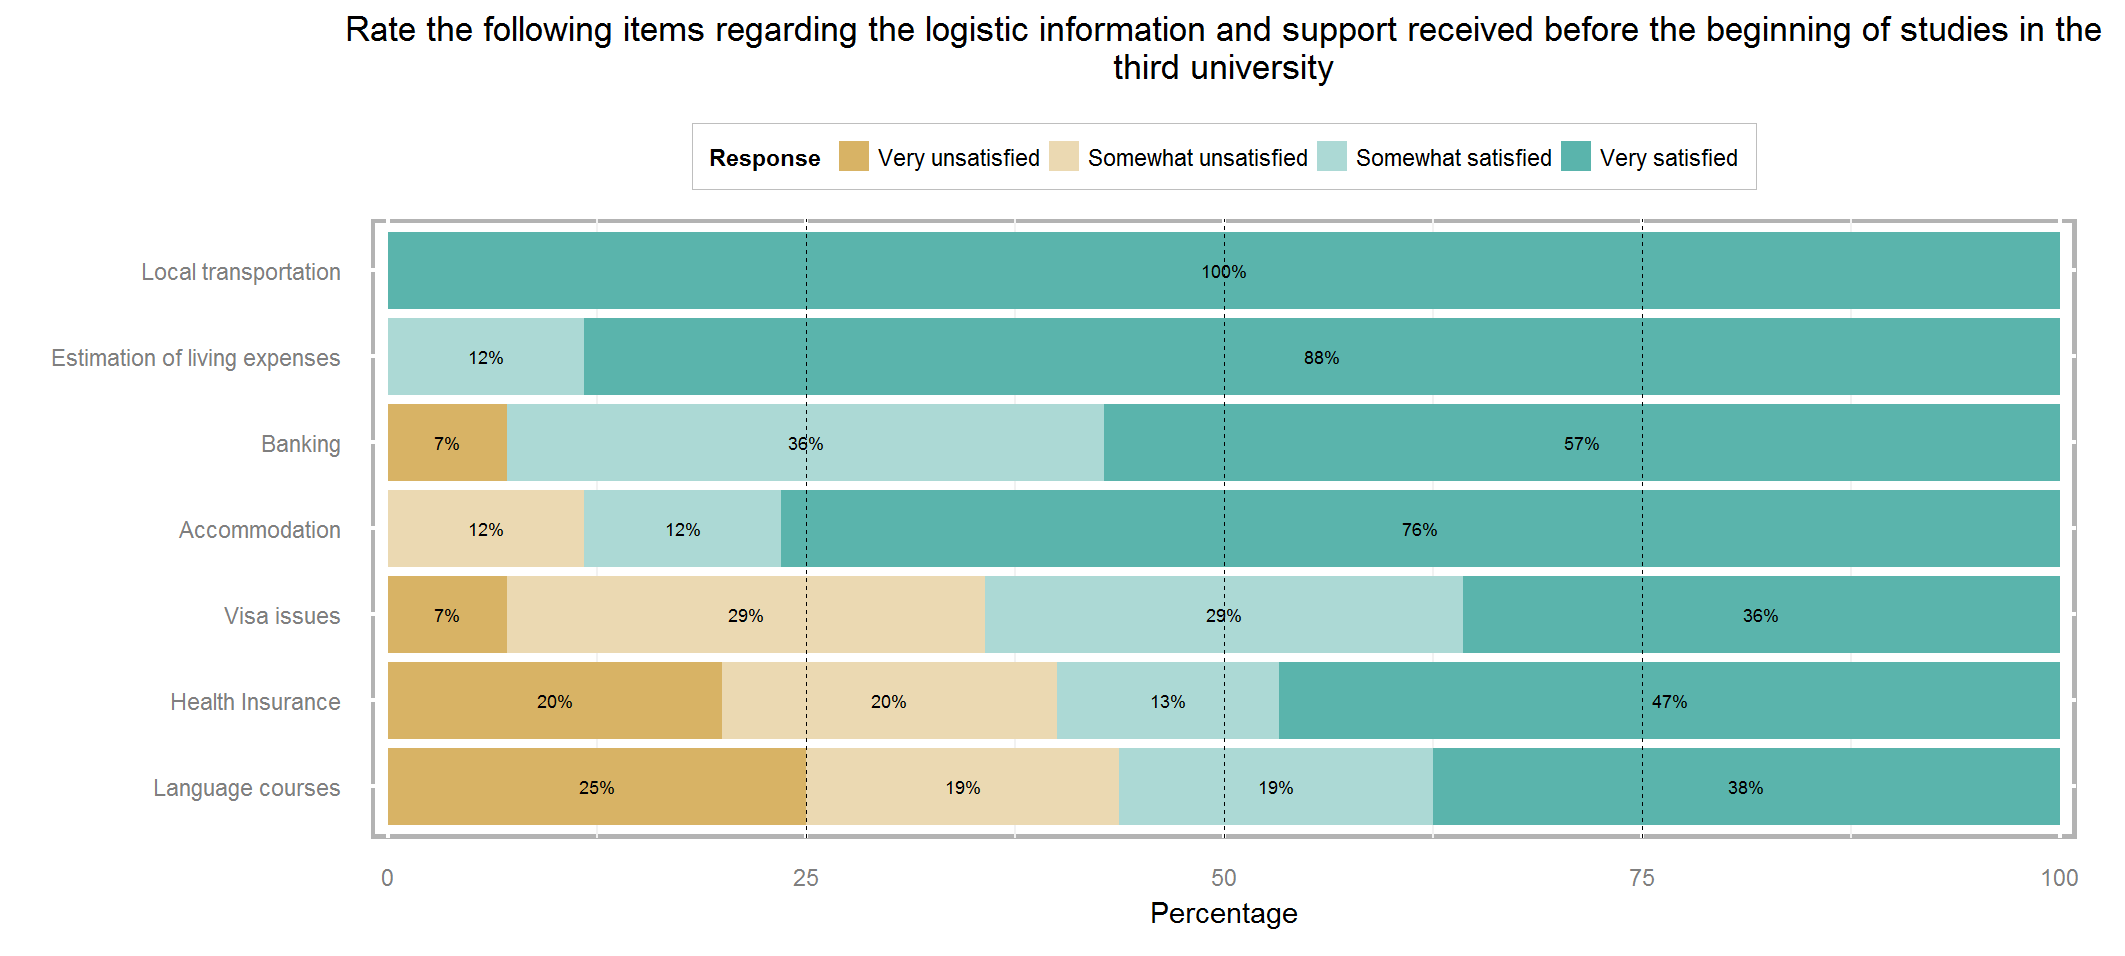 Rate the following items regarding the logistic information and support received before the beginning of studies in the
third university
Response Very unsatisfied Somewhat unsatisfied Somewhat satisfied Very satisfied
Local transportation 100%
Estimation of living expenses 12% 88%
Banking 7% 36% 57%
Accommodation 12% 12% 76%
Visa issues 7% 29% 29% 36%
Health Insurance 20% 20% 13% 47%
Language courses 25% 19% 19% 38%
0 25 50 75 100
Percentage